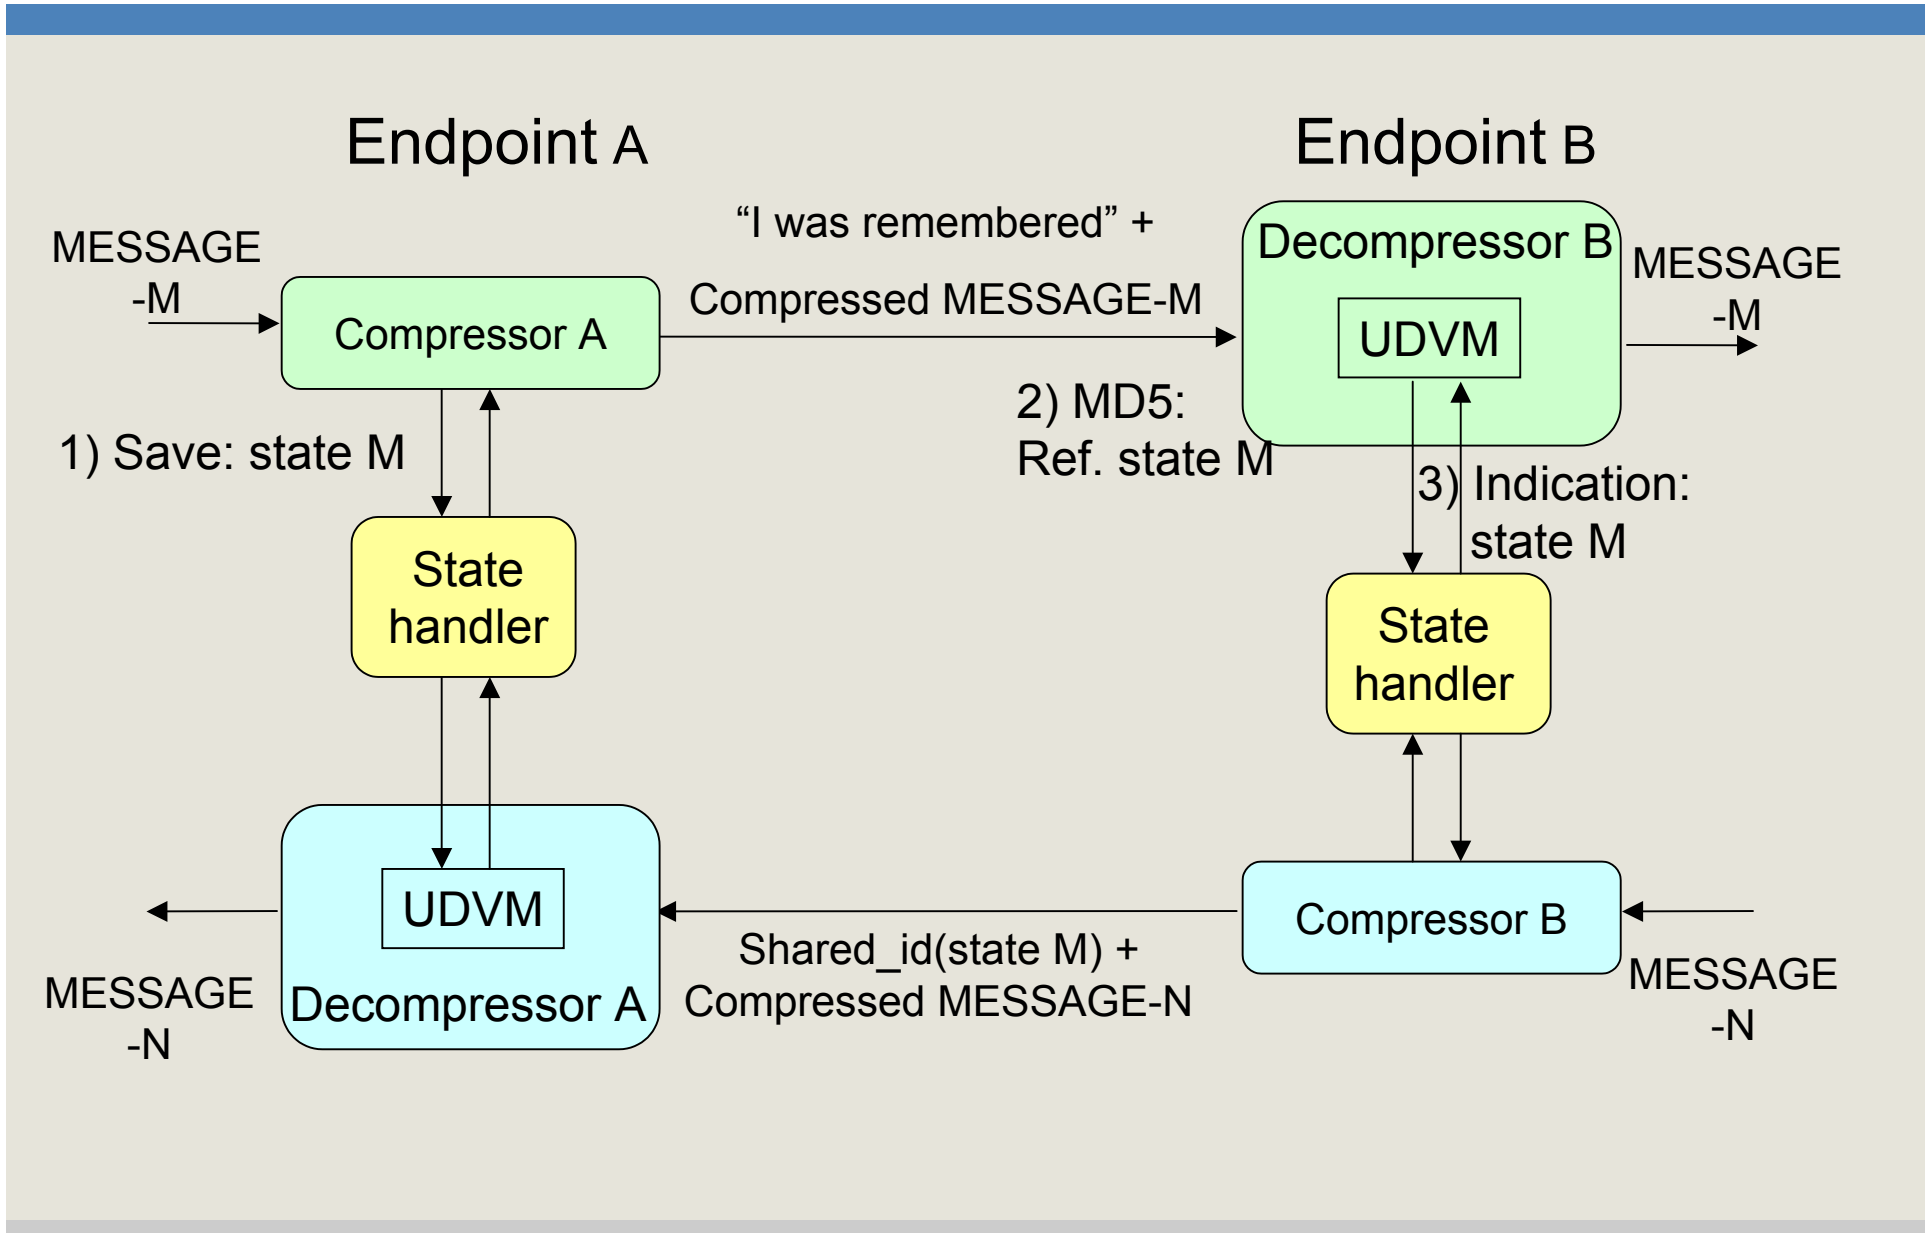 Endpoint A
Endpoint B
MESSAGE
-M
Compressor A
“I was remembered” +
Compressed MESSAGE-M
Decompressor B
UDVM
MESSAGE
-M
1) Save: state M
2) MD5:
Ref. state M
3) Indication:
state M
State
handler
State
handler
UDVM
Decompressor A
MESSAGE
-N
Shared_id(state M) +
Compressed MESSAGE-N
Compressor B
MESSAGE
-N